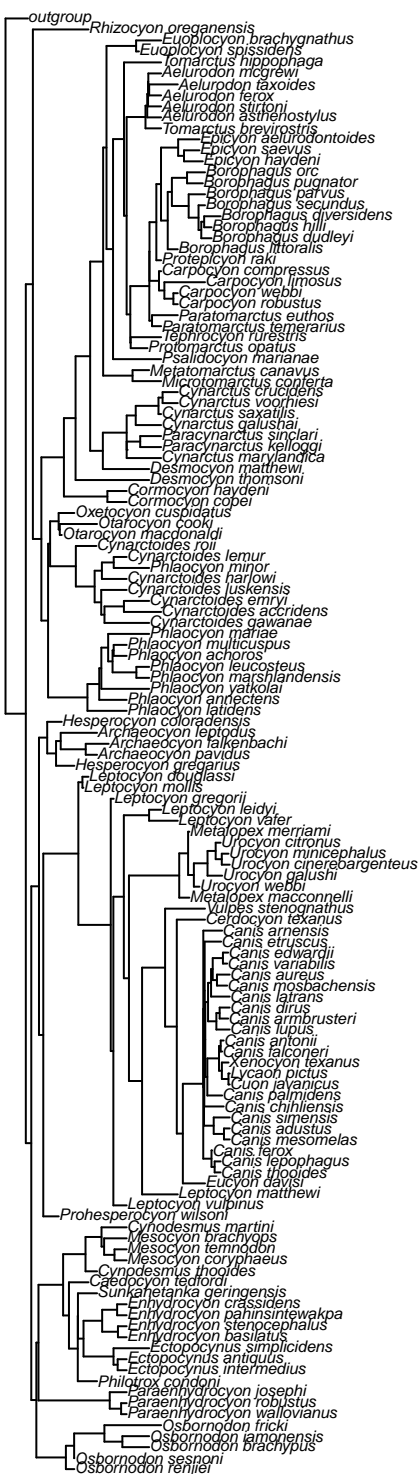 outgroup
Rhizocyon oreganensis
Euoplocyon brachygnathus
Euoplocyon spissidens
Tomarctus hippophaga
Aelurodon mcgrewi
Aelurodon taxoides
Aelurodon ferox
Aelurodon stirtoni
Aelurodon asthenostylus
Tomarctus brevirostris
Epicyon aelurodontoides
Epicyon saevus
Epicyon haydeni
Borophagus orc
Borophagus pugnator
Borophagus parvus
Borophagus secundus
Borophagus diversidens
Borophagus hilli
Borophagus dudleyi
Borophagus littoralis
Protepicyon raki
Carpocyon compressus
Carpocyon limosus
Carpocyon webbi
Carpocyon robustus
Paratomarctus euthos
Paratomarctus temerarius
Tephrocyon rurestris
Protomarctus opatus
Psalidocyon marianae
Metatomarctus canavus
Microtomarctus conferta
Cynarctus crucidens
Cynarctus voorhiesi
Cynarctus saxatilis
Cynarctus galushai
Paracynarctus sinclari
Paracynarctus kelloggi
Cynarctus marylandica
Desmocyon matthewi
Desmocyon thomsoni
Cormocyon haydeni
Cormocyon copei
Oxetocyon cuspidatus
Otarocyon cooki
Otarocyon macdonaldi
Cynarctoides roii
Cynarctoides lemur
Phlaocyon minor
Cynarctoides harlowi
Cynarctoides luskensis
Cynarctoides emryi
Cynarctoides accridens
Cynarctoides gawanae
Phlaocyon mariae
Phlaocyon multicuspus
Phlaocyon achoros
Phlaocyon leucosteus
Phlaocyon marshlandensis
Phlaocyon yatkolai
Phlaocyon annectens
Phlaocyon latidens
Hesperocyon coloradensis
Archaeocyon leptodus
Archaeocyon falkenbachi
Archaeocyon pavidus
Hesperocyon gregarius
Leptocyon douglassi
Leptocyon mollis
Leptocyon gregorii
Leptocyon leidyi
Leptocyon vafer
Metalopex merriami
Urocyon citronus
Urocyon minicephalus
Urocyon cinereoargenteus
Urocyon galushi
Urocyon webbi
Metalopex macconnelli
Vulpes stenognathus
Cerdocyon texanus
Canis arnensis
Canis etruscus
Canis edwardii
Canis variabilis
Canis aureus
Canis mosbachensis
Canis latrans
Canis dirus
Canis armbrusteri
Canis lupus
Canis antonii
Canis falconeri
Xenocyon texanus
Lycaon pictus
Cuon javanicus
Canis palmidens
Canis chihliensis
Canis simensis
Canis adustus
Canis mesomelas
Canis ferox
Canis lepophagus
Canis thooides
Eucyon davisi
Leptocyon matthewi
Leptocyon vulpinus
Prohesperocyon wilsoni
Cynodesmus martini
Mesocyon brachyops
Mesocyon temnodon
Mesocyon coryphaeus
Cynodesmus thooides
Caedocyon tedfordi
Sunkahetanka geringensis
Enhydrocyon crassidens
Enhydrocyon pahinsintewakpa
Enhydrocyon stenocephalus
Enhydrocyon basilatus
Ectopocynus simplicidens
Ectopocynus antiquus
Ectopocynus intermedius
Philotrox condoni
Paraenhydrocyon josephi
Paraenhydrocyon robustus
Paraenhydrocyon wallovianus
Osbornodon fricki
Osbornodon iamonensis
Osbornodon brachypus
Osbornodon sesnoni
Osbornodon renjiei